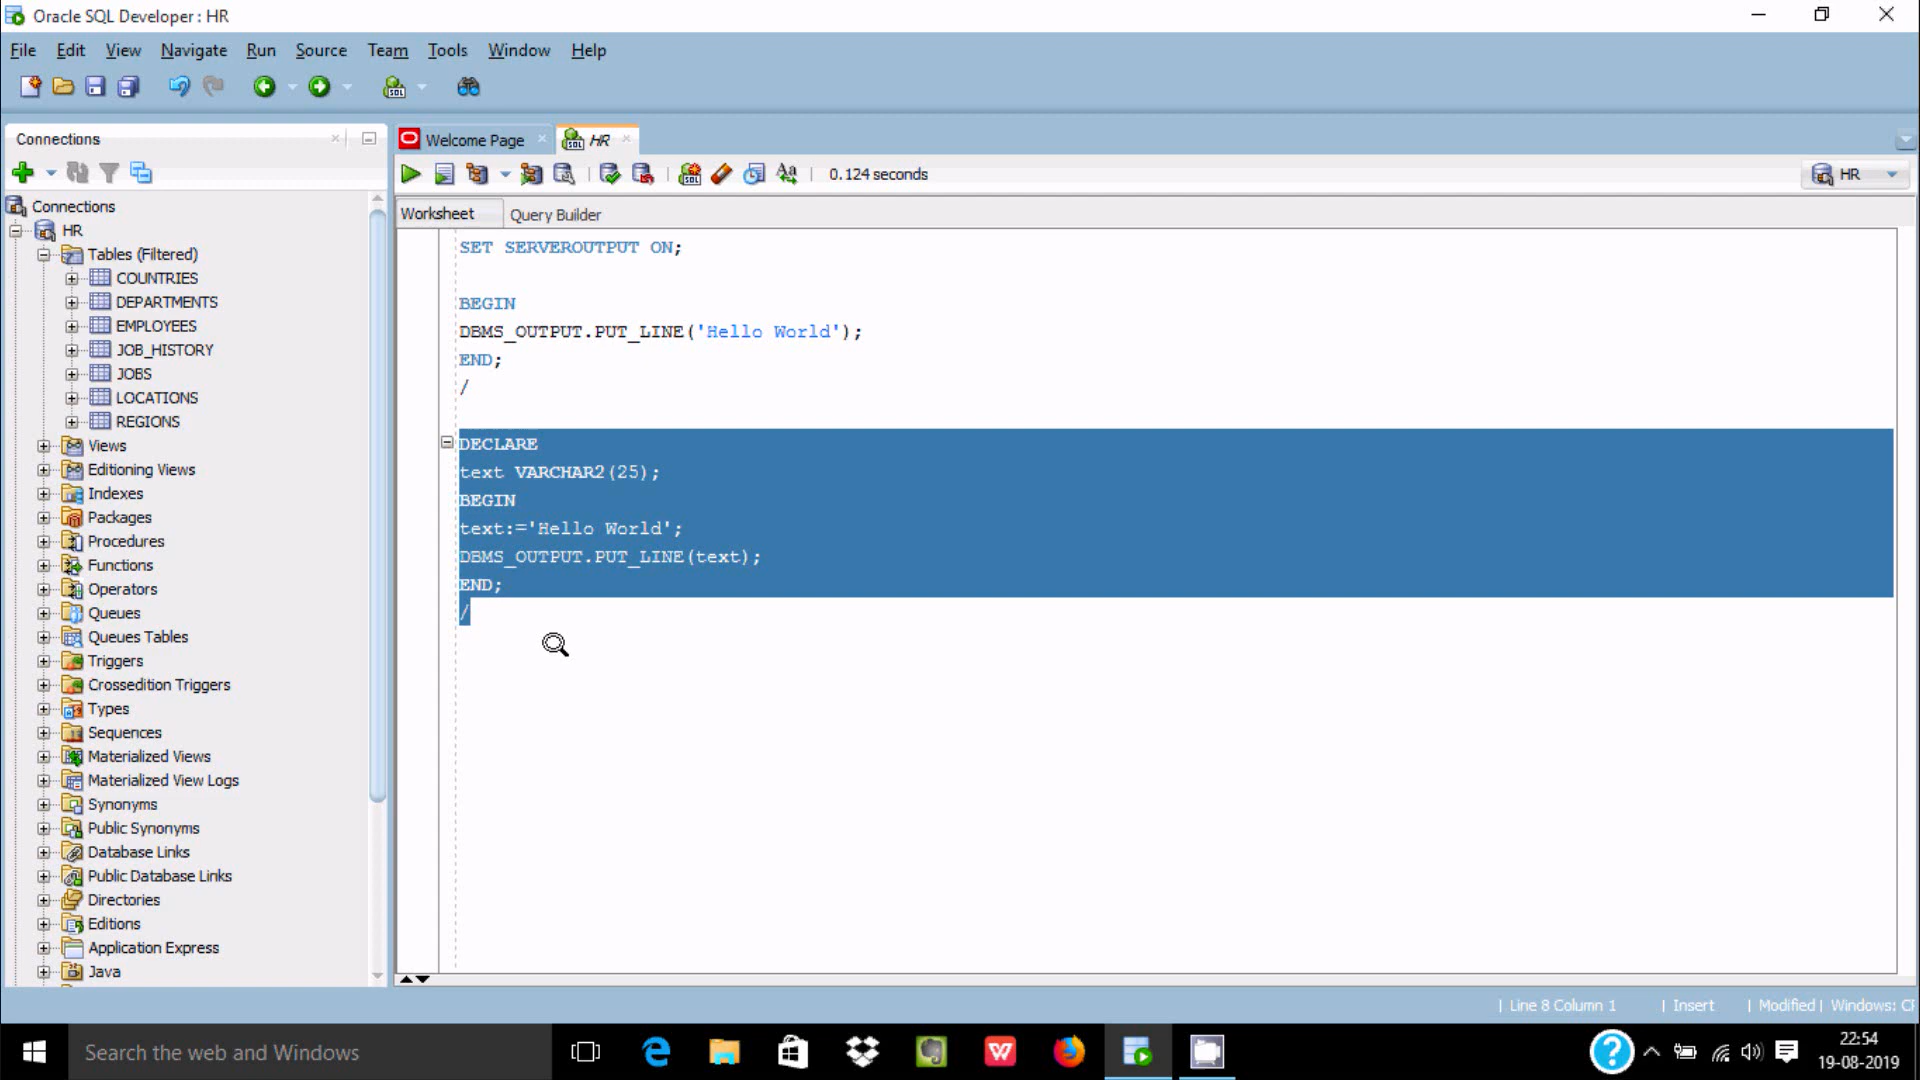 Oracle SQL Developer : HR
File Edit View Navigate Run Source Team Tools Window Help
Connections
Welcome Page
HR
0.124 seconds
HR
Worksheet
Query Builder
Connections
HR
Tables (Filtered)
COUNTRIES
DEPARTMENTS
EMPLOYEES
JOB_HISTORY
JOBS
LOCATIONS
REGIONS
Views
Editioning Views
Indexes
Packages
Procedures
Functions
Operators
Queues
Queues Tables
Triggers
Crossedition Triggers
Types
Sequences
Materialized Views
Materialized View Logs
Synonyms
Public Synonyms
Database Links
Public Database Links
Directories
Editions
Application Express
Java
SET SERVEROUTPUT ON;
BEGIN
DBMS_OUTPUT.PUT_LINE('Hello World');
END;
/
DECLARE
text VARCHAR2(25);
BEGIN
text:='Hello World';
DBMS_OUTPUT.PUT_LINE(text);
END;
/
| Line 8 Column 1 | Insert | Modified | Windows:
Search the web and Windows
22:54
19-08-2019